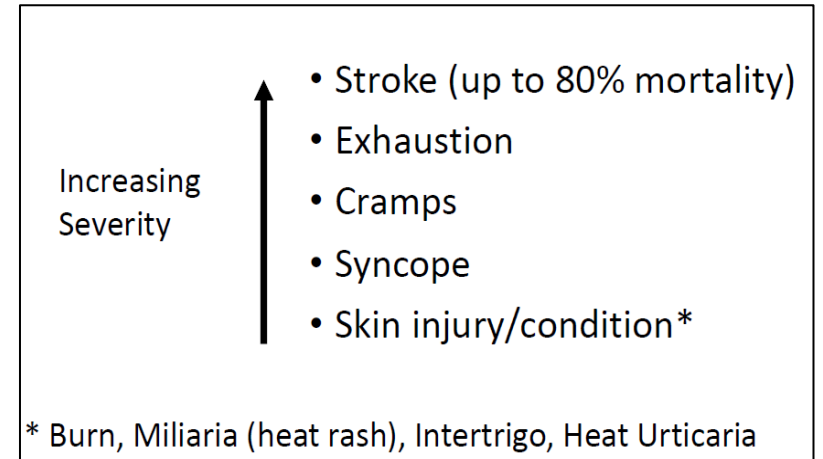 • Stroke (up to 80% mortality)
• Exhaustion
Increasing
Severity
• Cramps
• Syncope
• Skin injury/condition*
* Burn, Miliaria (heat rash), Intertrigo, Heat Urticaria